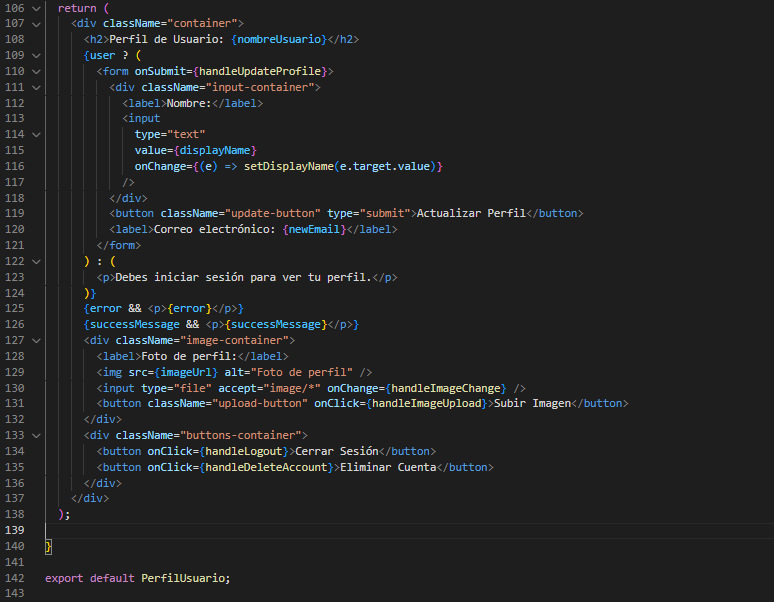 106 return (
107 <div className="container">
108 <h2>Perfil de Usuario: {nombreUsuario}</h2>
109 {user ? (
110 <form onSubmit={handleUpdateProfile}>
111 <div className="input-container">
112 <label>Nombre:</label>
113 <input
114 type="text"
115 value={displayName}
116 onChange={(e) => setDisplayName(e.target.value)}
117 />
118 </div>
119 <button className="update-button" type="submit">Actualizar Perfil</button>
120 <label>Correo electrónico: {newEmail}</label>
121 </form>
122 ) : (
123 <p>Debes iniciar sesión para ver tu perfil.</p>
124 )}
125 {error && <p>{error}</p>}
126 {successMessage && <p>{successMessage}</p>}
127 <div className="image-container">
128 <label>Foto de perfil:</label>
129 <img src={imageUrl} alt="Foto de perfil" />
130 <input type="file" accept="image/*" onChange={handleImageChange} />
131 <button className="upload-button" onClick={handleImageUpload}>Subir Imagen</button>
132 </div>
133 <div className="buttons-container">
134 <button onClick={handleLogout}>Cerrar Sesión</button>
135 <button onClick={handleDeleteAccount}>Eliminar Cuenta</button>
136 </div>
137 </div>
138 );
139
140 }
141
142 export default PerfilUsuario;
143